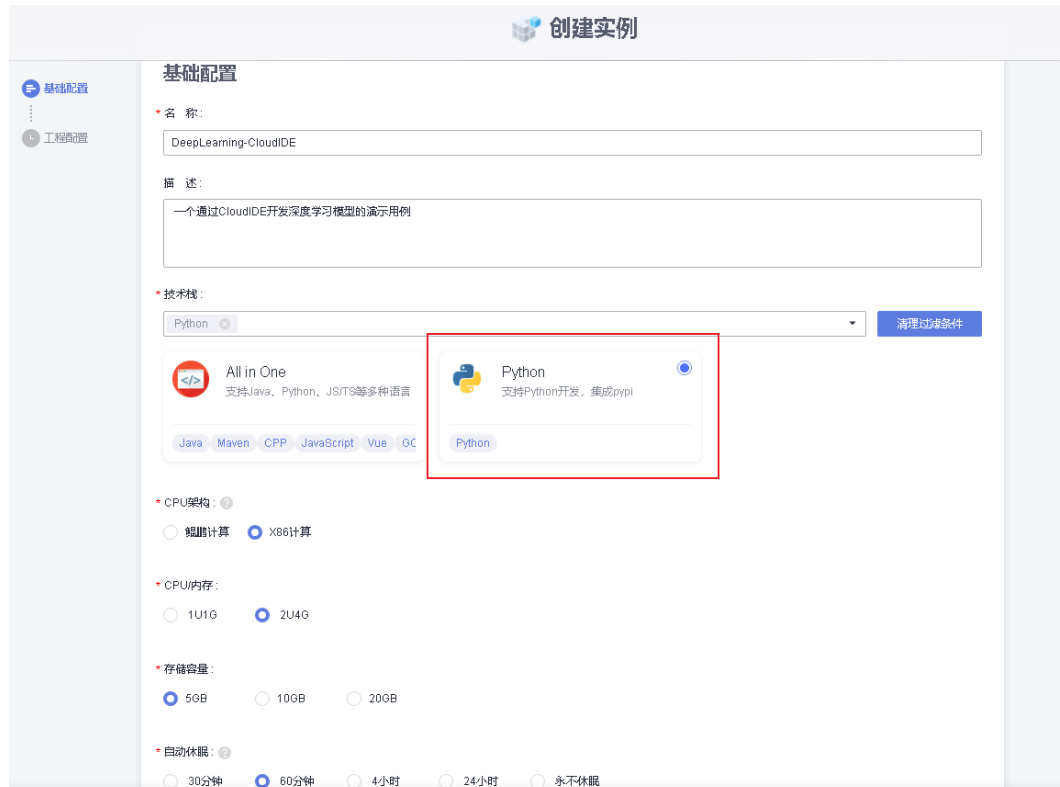 创建实例
基础配置
工程配置
基础配置
* 名 称:
DeepLearning-CloudIDE
描 述:
一个通过CloudIDE开发深度学习模型的演示用例
* 技术栈:
Python
清理过滤条件
All in One
支持Java、Python、JS/TS等多种语言
Java Maven CPP JavaScript Vue GO
Python
支持Python开发，集成pypi
Python
* CPU架构:
鲲鹏计算 X86计算
* CPU/内存:
1U1G 2U4G
* 存储容量:
5GB 10GB 20GB
* 自动休眠:
30分钟 60分钟 4小时 24小时 永不休眠